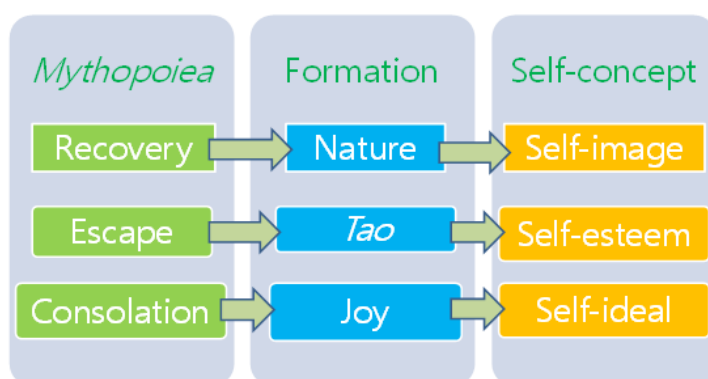 Mythopoiea Formation Self-concept
Recovery Nature Self-image
Escape Tao Self-esteem
Consolation Joy Self-ideal